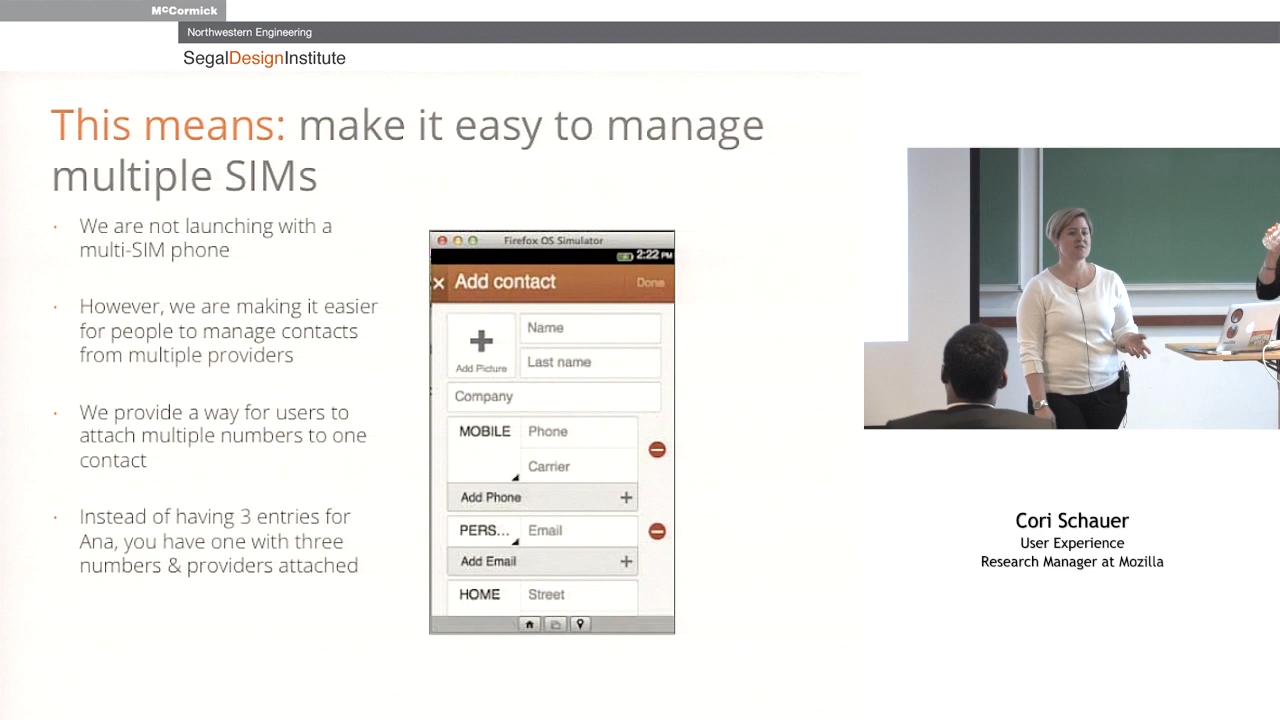 McCormick
Northwestern Engineering
SegalDesignInstitute
This means: make it easy to manage
multiple SIMs
· We are not launching with a
multi-SIM phone
· However, we are making it easier
for people to manage contacts
from multiple providers
· We provide a way for users to
attach multiple numbers to one
contact
· Instead of having 3 entries for
Ana, you have one with three
numbers & providers attached
Firefox OS Simulator
2:22 PM
Add contact
Done
Add Picture
Name
Last name
Company
MOBILE
Phone
Carrier
Add Phone
PERS...
Email
Add Email
HOME
Street
Cori Schauer
User Experience
Research Manager at Mozilla